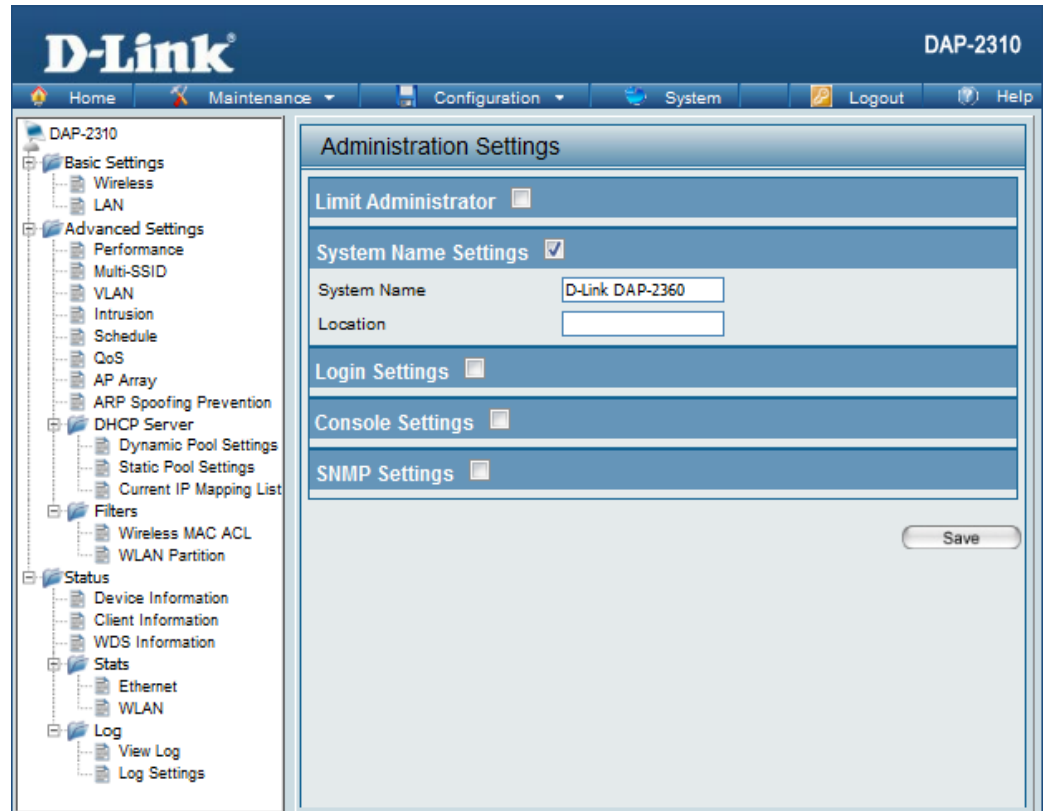 D-Link®
DAP-2310
Home
Maintenance
Configuration
System
Logout
Help
DAP-2310
Basic Settings
Wireless
LAN
Advanced Settings
Performance
Multi-SSID
VLAN
Intrusion
Schedule
QoS
AP Array
ARP Spoofing Prevention
DHCP Server
Dynamic Pool Settings
Static Pool Settings
Current IP Mapping List
Filters
Wireless MAC ACL
WLAN Partition
Status
Device Information
Client Information
WDS Information
Stats
Ethernet
WLAN
Log
View Log
Log Settings
Administration Settings
Limit Administrator
System Name Settings
System Name
D-Link DAP-2360
Location
Login Settings
Console Settings
SNMP Settings
Save